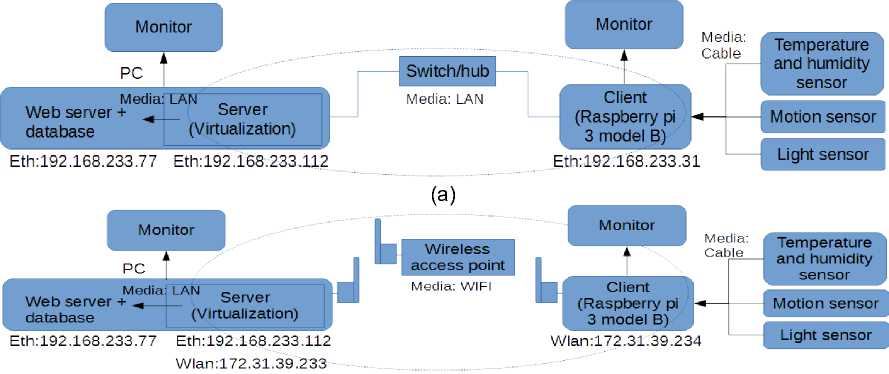 Monitor
Monitor
Media:
Cable
Temperature
and humidity
sensor
PC
Switch/hub
Media: LAN
Media: LAN
Web server +
database
Server
(Virtualization)
Client
(Raspberry pi
3 model B)
Motion sensor
Light sensor
Eth:192.168.233.77
Eth:192.168.233.112
Eth:192.168.233.31
(a)
Monitor
Monitor
Media:
Cable
Temperature
and humidity
sensor
PC
Wireless
access point
Media: WIFI
Media: LAN
Web server +
database
Server
(Virtualization)
Client
(Raspberry pi
3 model B)
Motion sensor
Light sensor
Eth:192.168.233.77
Eth:192.168.233.112
Wlan:172.31.39.234
Wlan:172.31.39.233